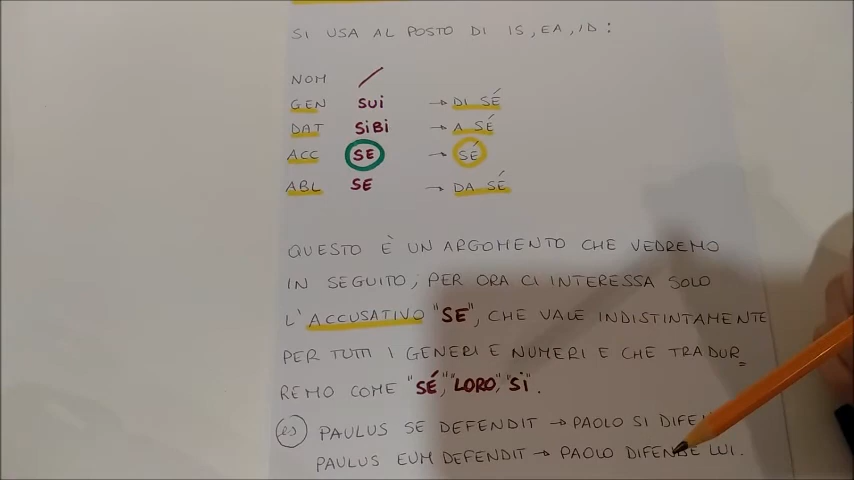 SI USA AL POSTO DI IS, EA, ID:
NOM /
GEN SUI → DI SÉ
DAT SIBI → A SÉ
ACC SE → SÉ
ABL SE → DA SÉ
QUESTO È UN ARGOMENTO CHE VEDREMO
IN SEGUITO, PER ORA CI INTERESSA SOLO
L'ACCUSATIVO "SE", CHE VALE INDISTINTAMENTE
PER TUTTI I GENERI E NUMERI E CHE TRADUR=
REMO COME "SÉ", "LORO", "SI".
es PAULUS SE DEFENDIT → PAOLO SI
PAULUS EUM DEFENDIT → PAOLO DIFENDE LUI.